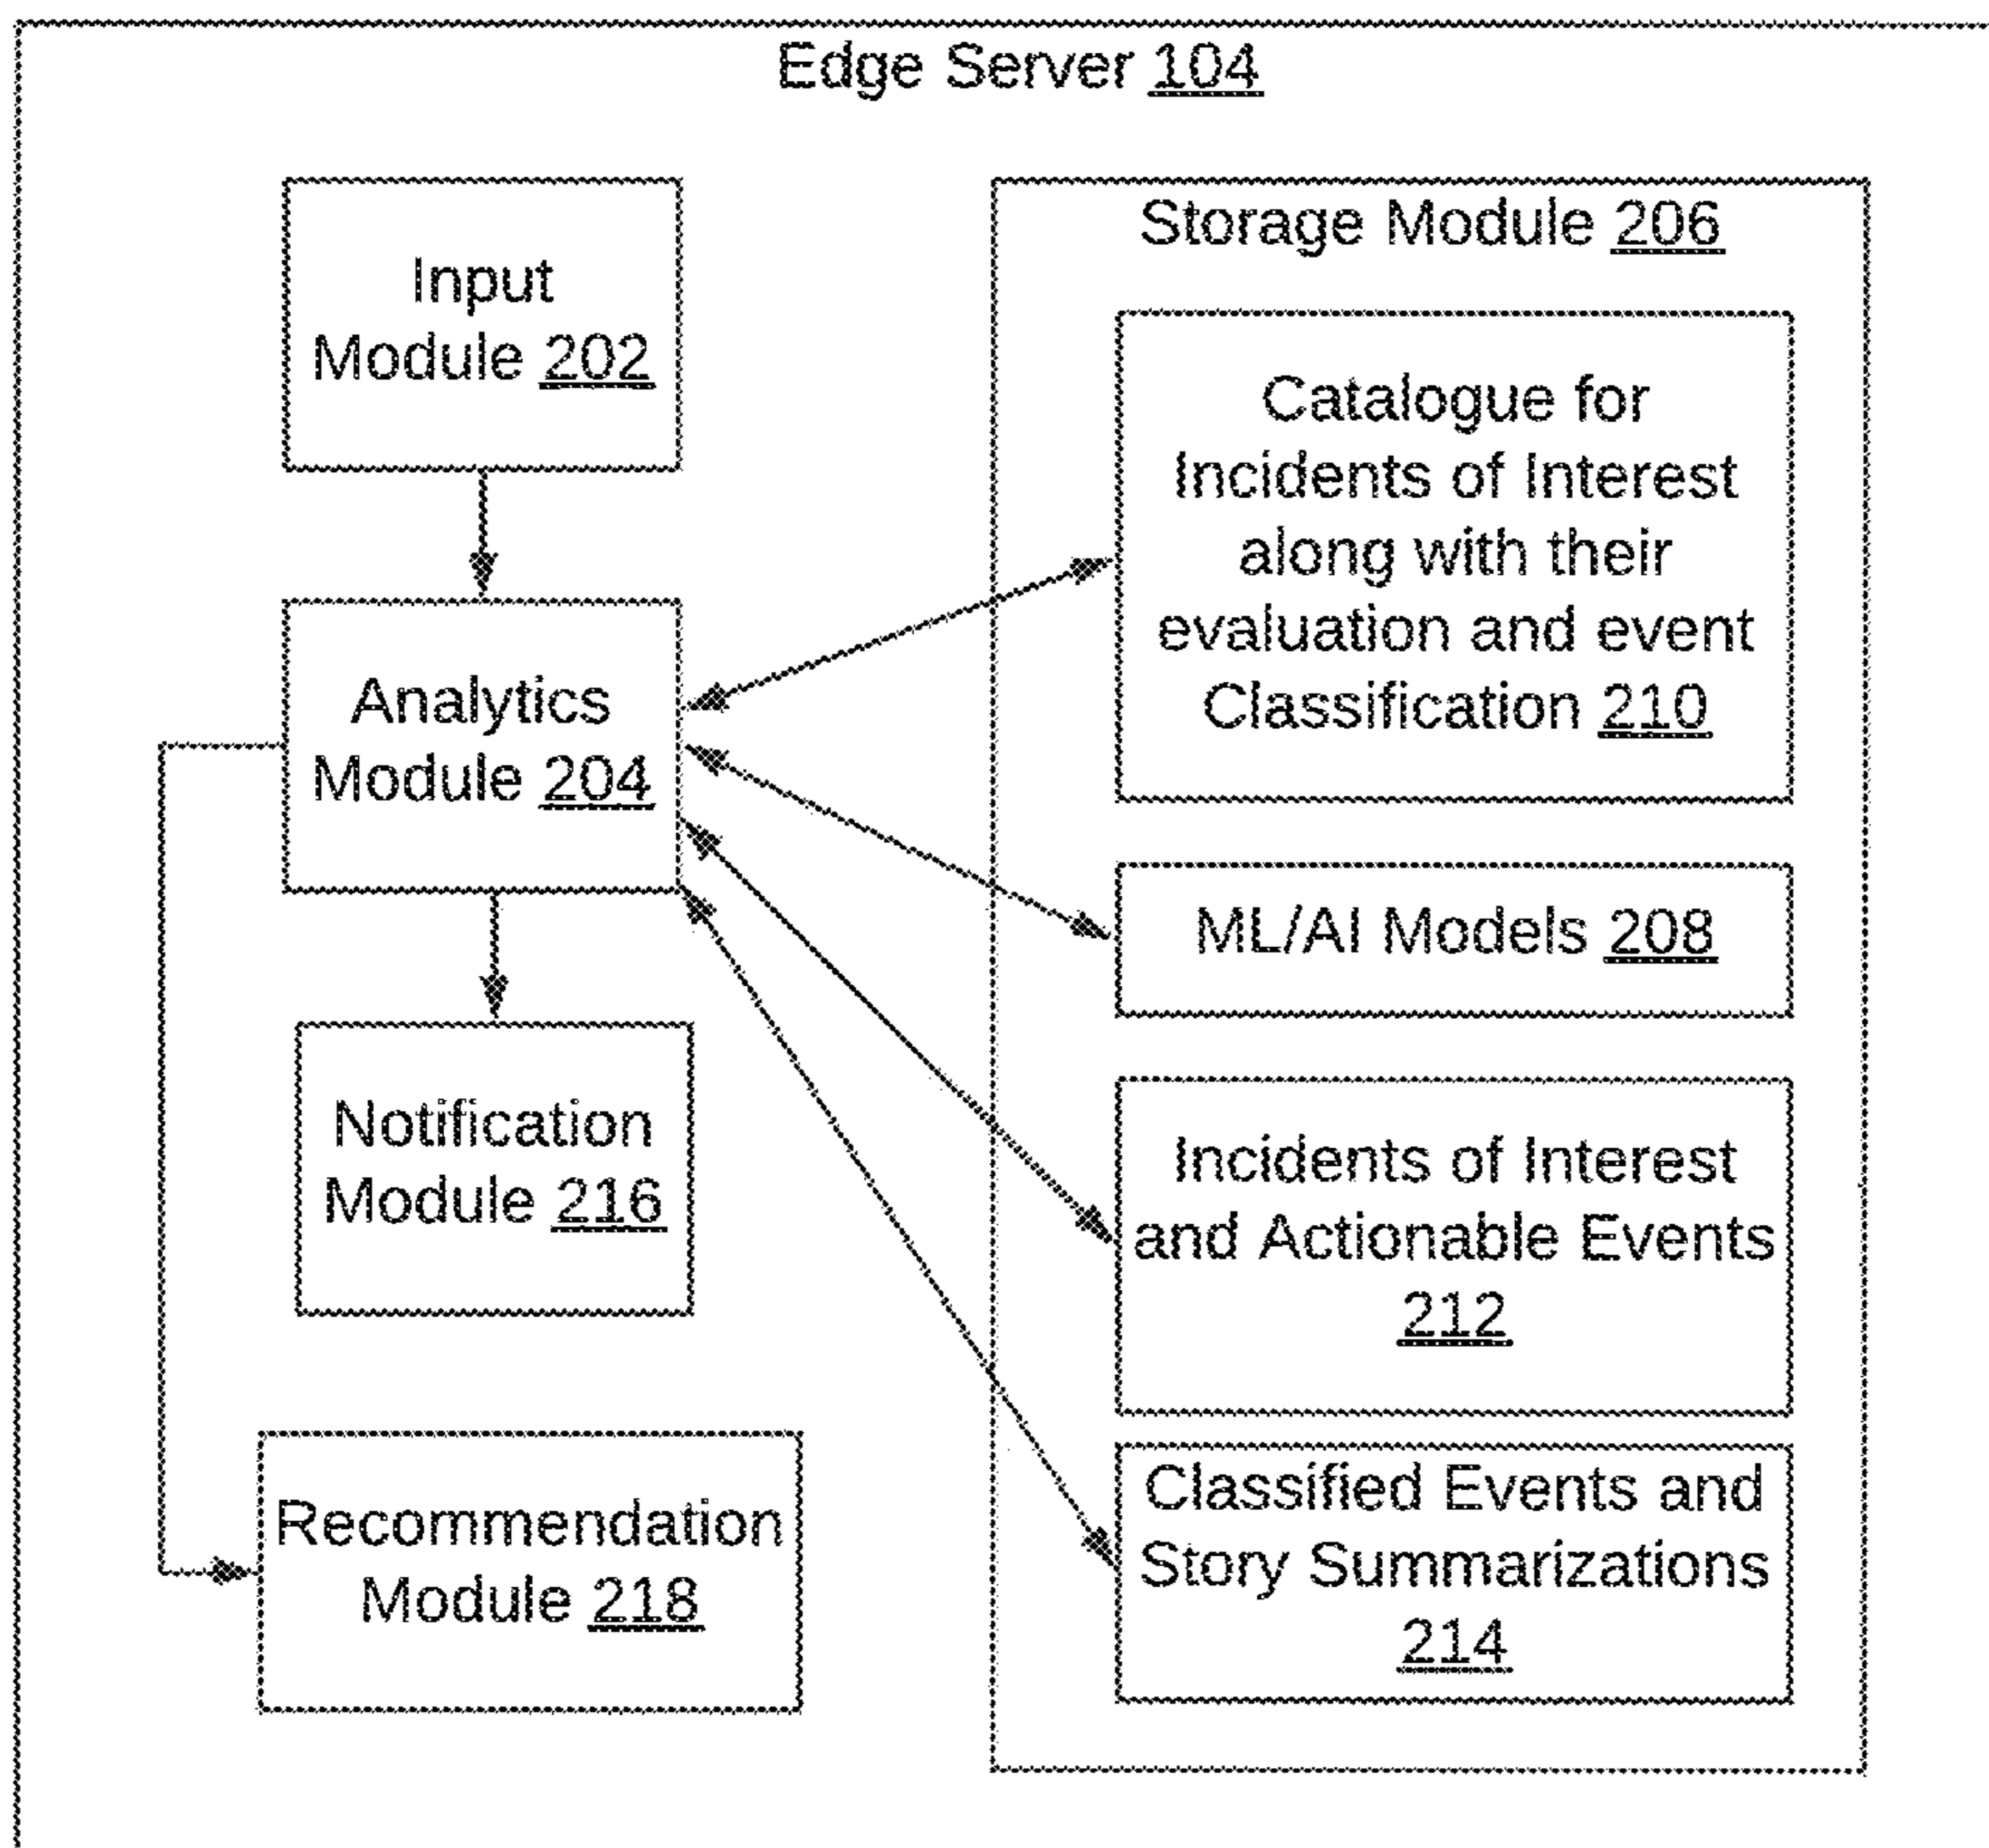 Edge Server 104
Input
Module 202
Analytics
Module 204
Notification
Module 216
Recommendation
Module 218
Storage Module 206
Catalogue for
Incidents of Interest
along with their
evaluation and event
Classification 210
ML/AI Models 208
Incidents of Interest
and Actionable Events
212
Classified Events and
Story Summarizations
214